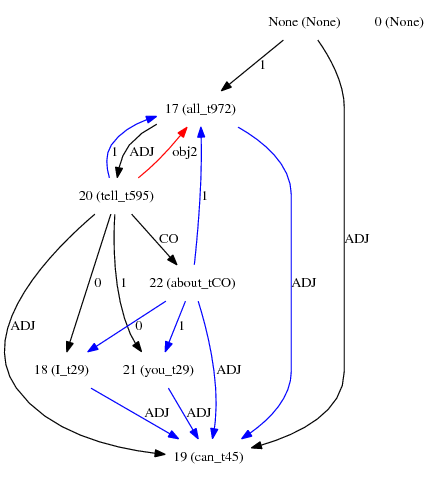 None (None) 0 (None)
1
17 (all_t972)
1 ADJ obj2
20 (tell_t595)
1
CO ADJ
22 (about_tCO) ADJ
0 1
ADJ 0 1
18 (I_t29) 21 (you_t29) ADJ
ADJ ADJ
19 (can_t45)